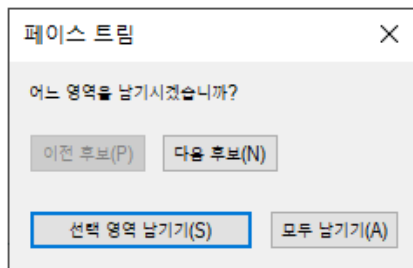 페이스 트림
어느 영역을 남기시겠습니까?
이전 후보(P) 다음 후보(N)
선택 영역 남기기(S) 모두 남기기(A)